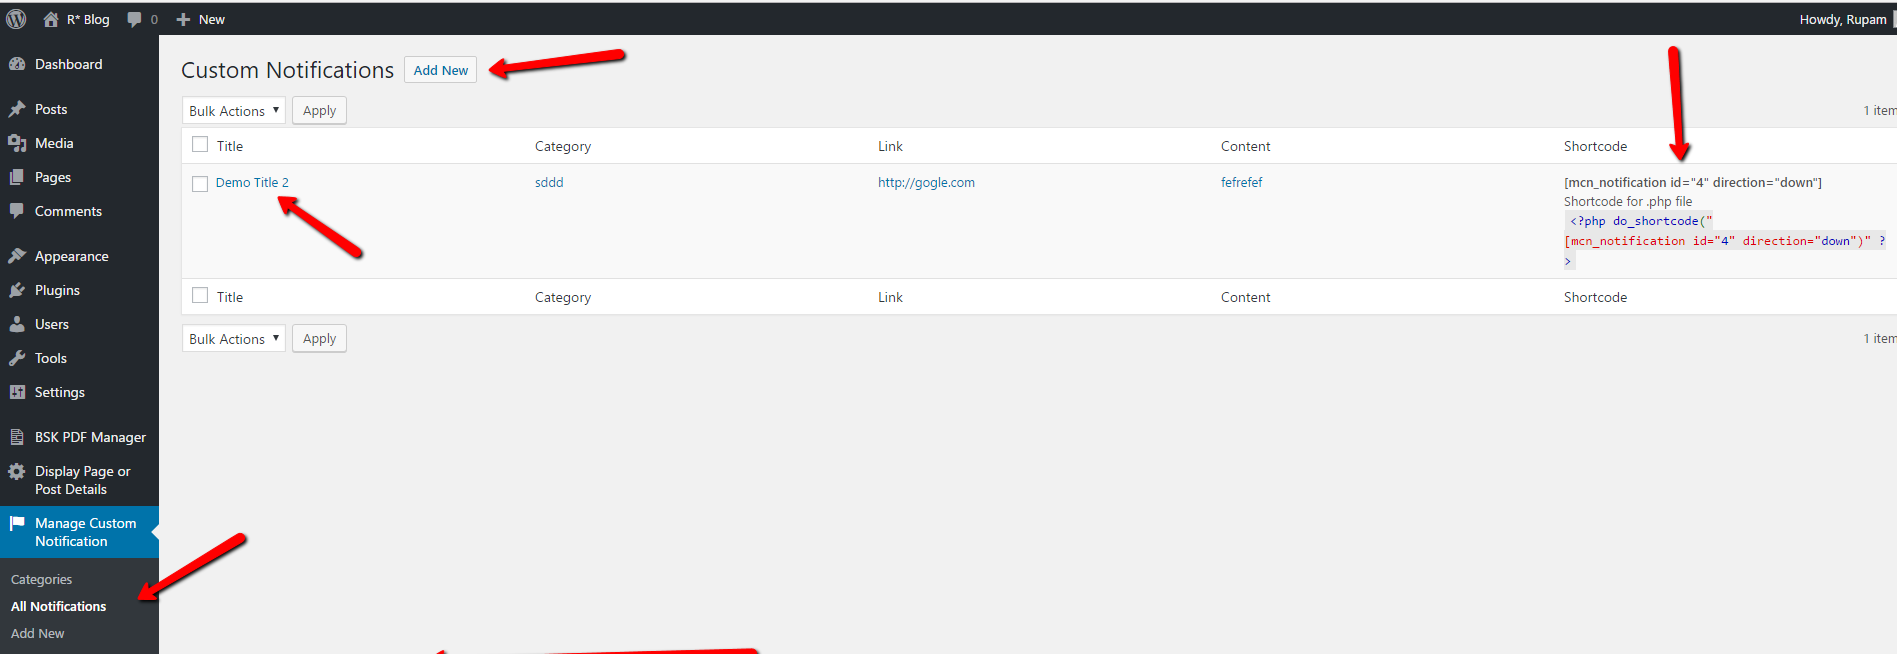 R* Blog 0 New Howdy, Rupam
Dashboard
Posts
Media
Pages
Comments
Appearance
Plugins
Users
Tools
Settings
BSK PDF Manager
Display Page or
Post Details
Manage Custom
Notification
Categories
All Notifications
Add New
Custom Notifications Add New
Bulk Actions Apply 1 item
Title Category Link Content Shortcode
Demo Title 2 sddd http://gogle.com fefrefef [mcn_notification id="4" direction="down"]
Shortcode for .php file
<?php do_shortcode("
[mcn_notification id="4" direction="down")" ?
>
Title Category Link Content Shortcode
Bulk Actions Apply 1 item